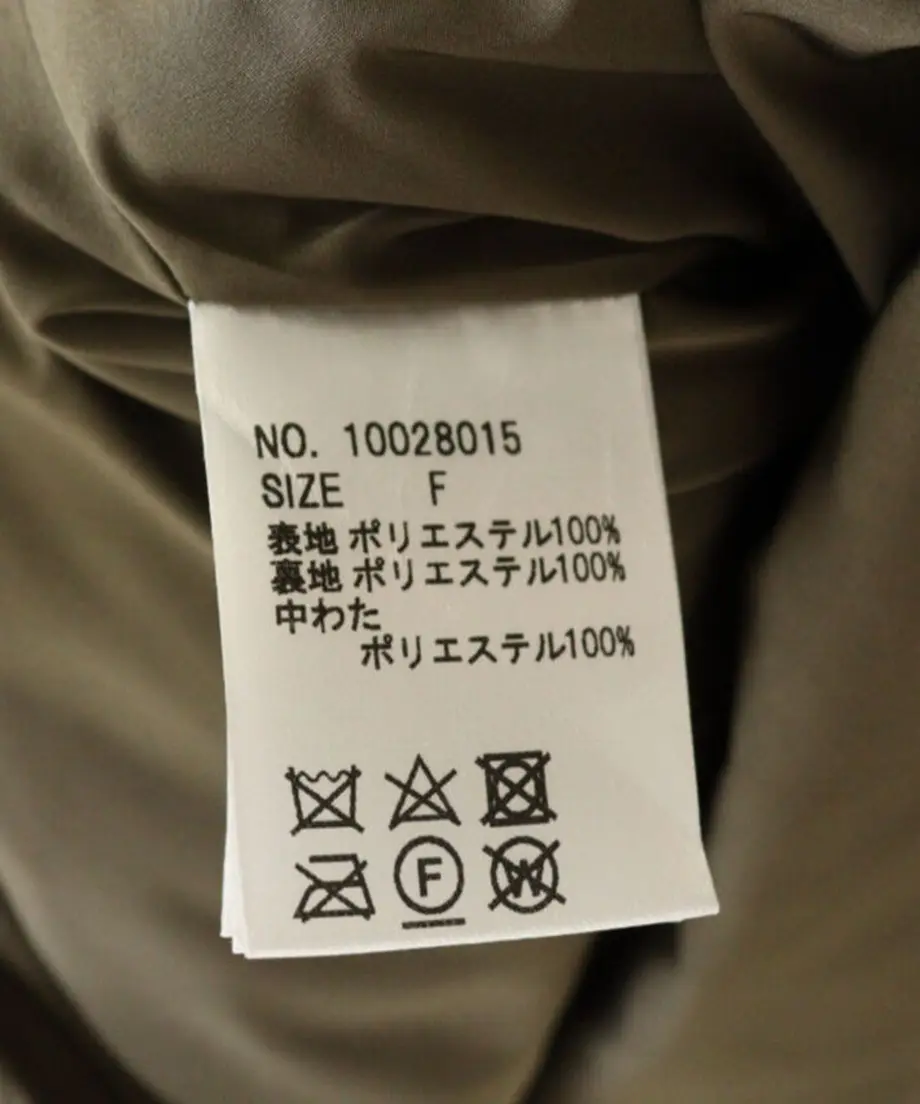 NO. 10028015
SIZE F
表地 ポリエステル100%
裏地 ポリエステル100%
中わた
ポリエステル100%
F
W